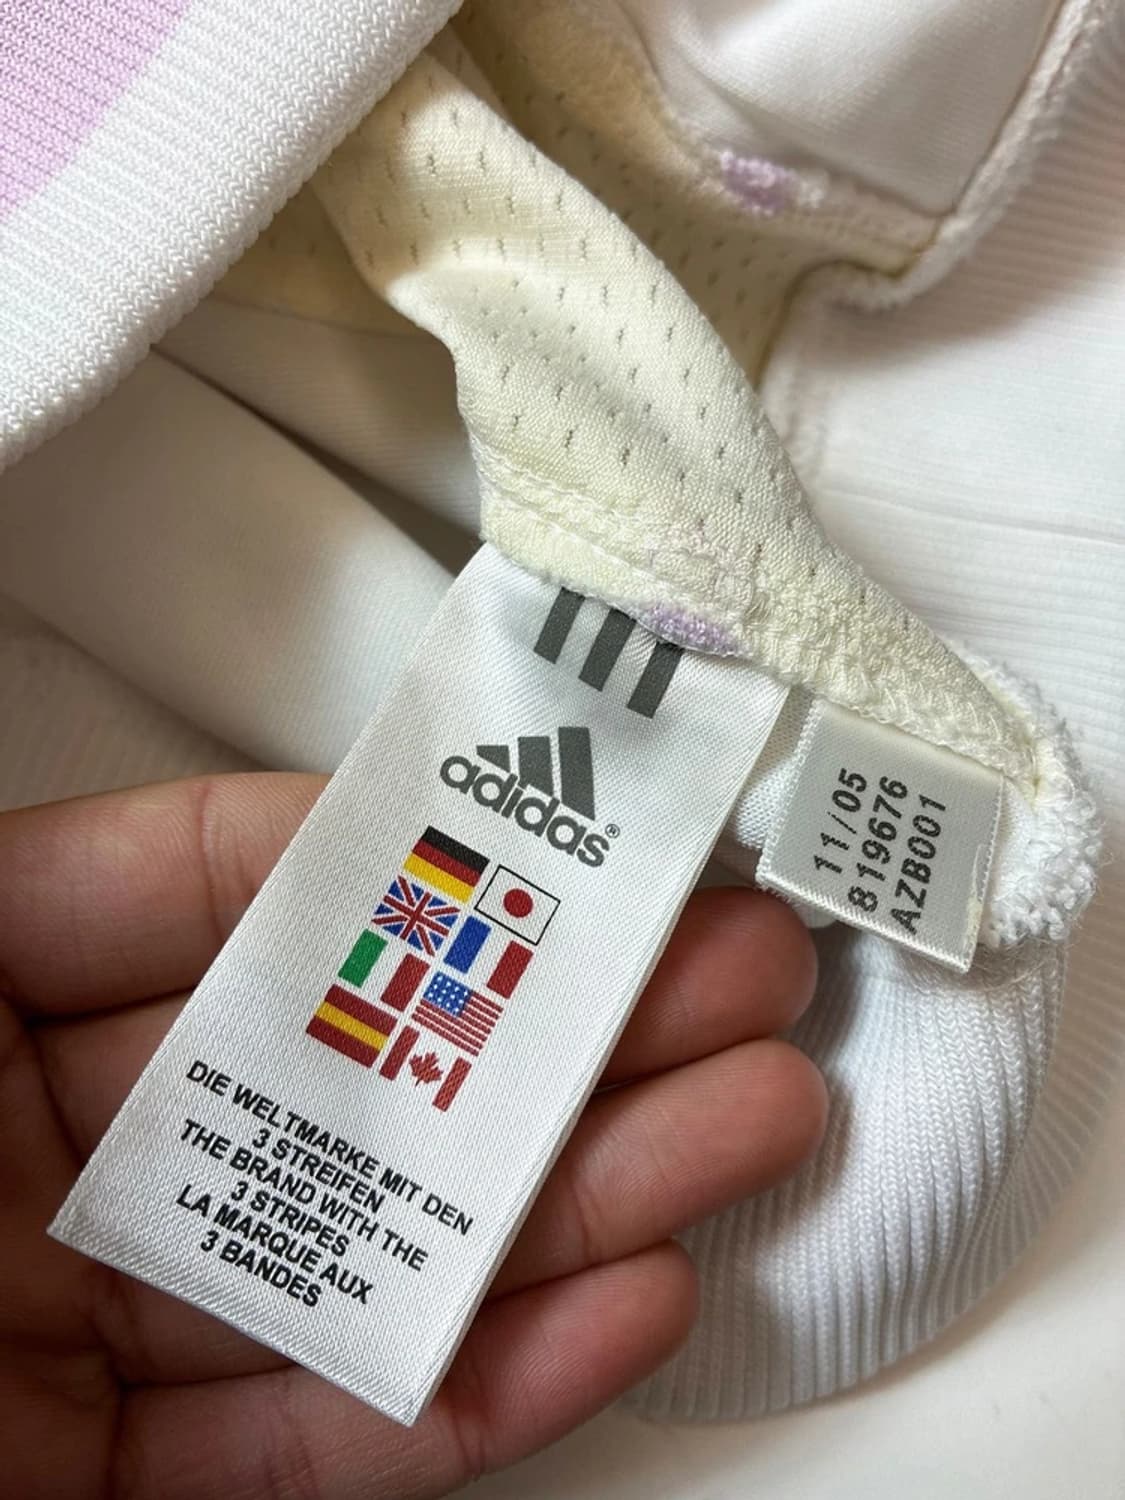 adidas®
DIE WELTMARKE MIT DEN
3 STREIFEN
THE BRAND WITH THE
3 STRIPES
LA MARQUE AUX
3 BANDES
11/05
819676
AZB001